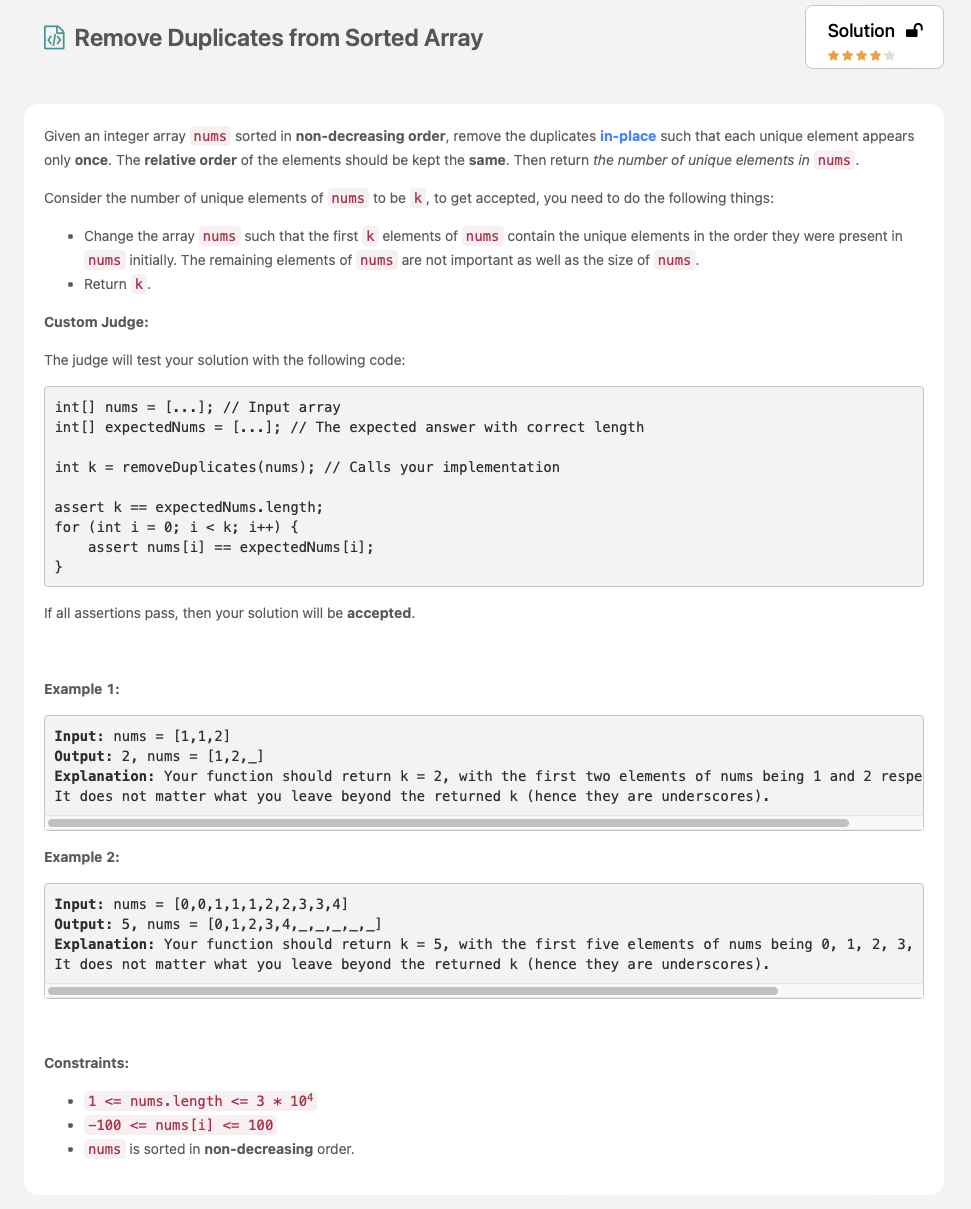 Remove Duplicates from Sorted Array
Solution
Given an integer array nums sorted in non-decreasing order, remove the duplicates in-place such that each unique element appears
only once. The relative order of the elements should be kept the same. Then return the number of unique elements in nums.
Consider the number of unique elements of nums to be k, to get accepted, you need to do the following things:
• Change the array nums such that the first k elements of nums contain the unique elements in the order they were present in
nums initially. The remaining elements of nums are not important as well as the size of nums.
• Return k.
Custom Judge:
The judge will test your solution with the following code:
int[] nums = [...]; // Input array
int[] expectedNums = [...]; // The expected answer with correct length
int k = removeDuplicates(nums); // Calls your implementation
assert k == expectedNums.length;
for (int i = 0; i < k; i++) {
    assert nums[i] == expectedNums[i];
}
If all assertions pass, then your solution will be accepted.
Example 1:
Input: nums = [1,1,2]
Output: 2, nums = [1,2,_]
Explanation: Your function should return k = 2, with the first two elements of nums being 1 and 2 respe
It does not matter what you leave beyond the returned k (hence they are underscores).
Example 2:
Input: nums = [0,0,1,1,1,2,2,3,3,4]
Output: 5, nums = [0,1,2,3,4,_,_,_,_,_]
Explanation: Your function should return k = 5, with the first five elements of nums being 0, 1, 2, 3,
It does not matter what you leave beyond the returned k (hence they are underscores).
Constraints:
• 1 <= nums.length <= 3 * 10⁴
• -100 <= nums[i] <= 100
• nums is sorted in non-decreasing order.